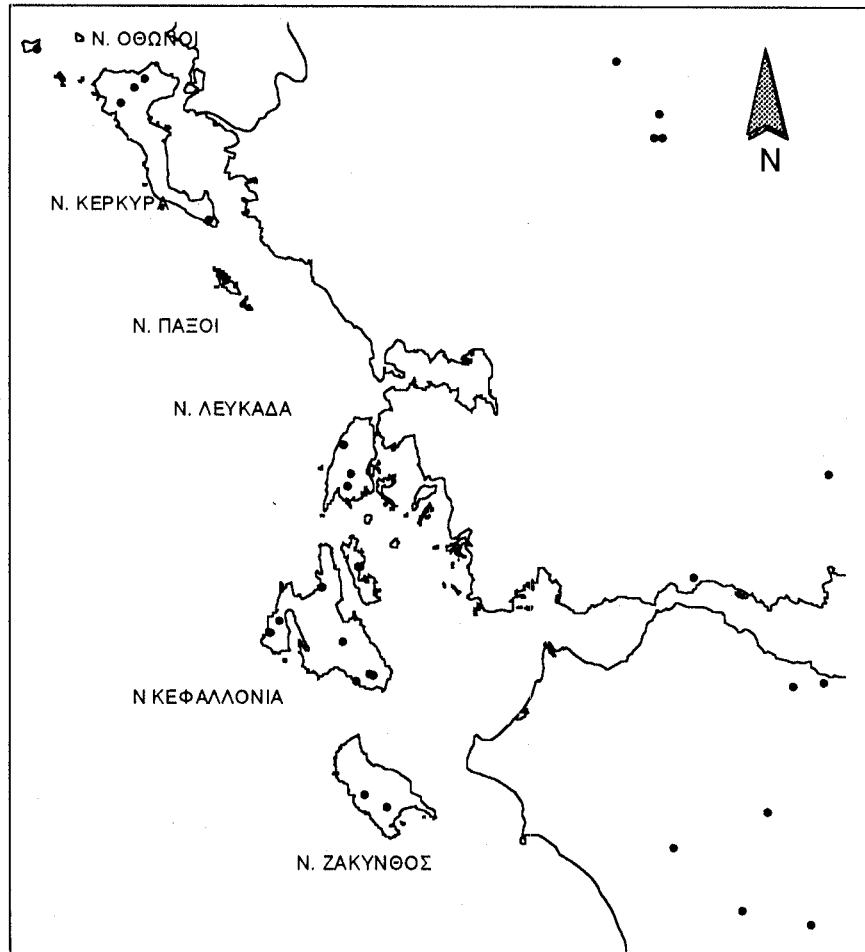 Ν. ΟΘΩΝΟΙ
N
Ν. ΚΕΡΚΥΡΑ
Ν. ΠΑΞΟΙ
Ν. ΛΕΥΚΑΔΑ
Ν ΚΕΦΑΛΛΟΝΙΑ
Ν. ΖΑΚΥΝΘΟΣ